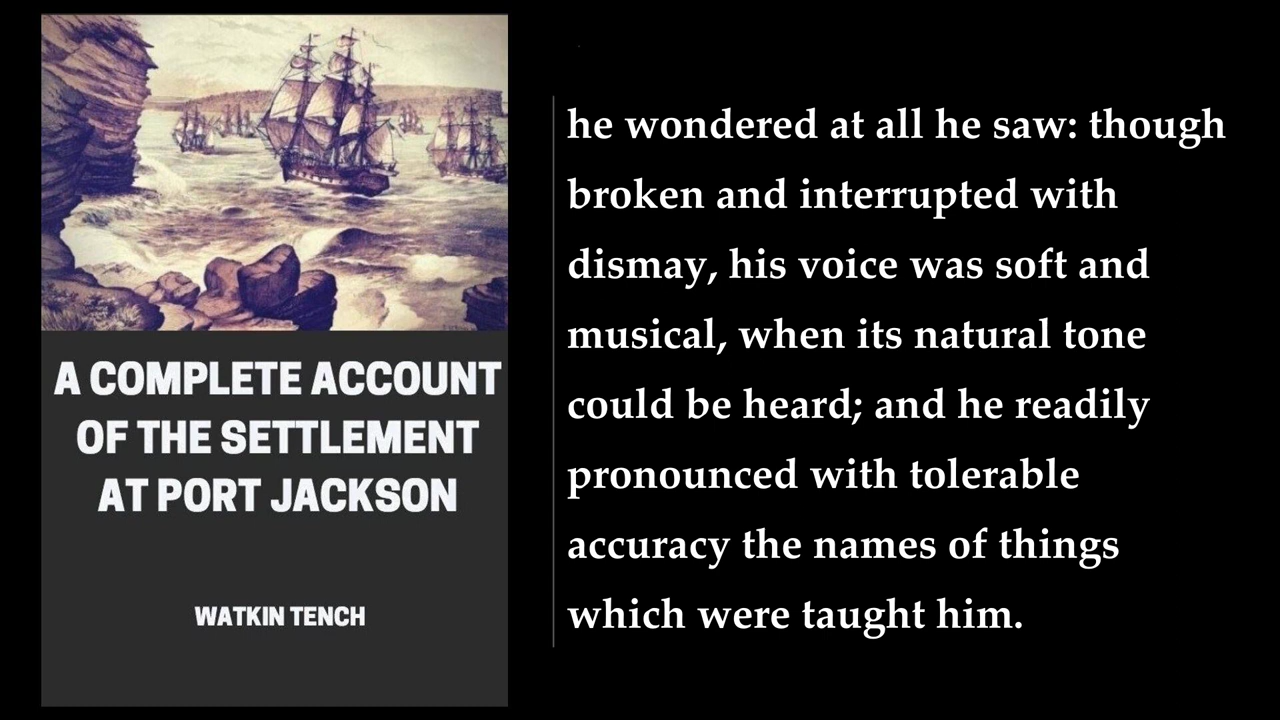 A COMPLETE ACCOUNT
OF THE SETTLEMENT
AT PORT JACKSON
WATKIN TENCH
he wondered at all he saw: though
broken and interrupted with
dismay, his voice was soft and
musical, when its natural tone
could be heard; and he readily
pronounced with tolerable
accuracy the names of things
which were taught him.